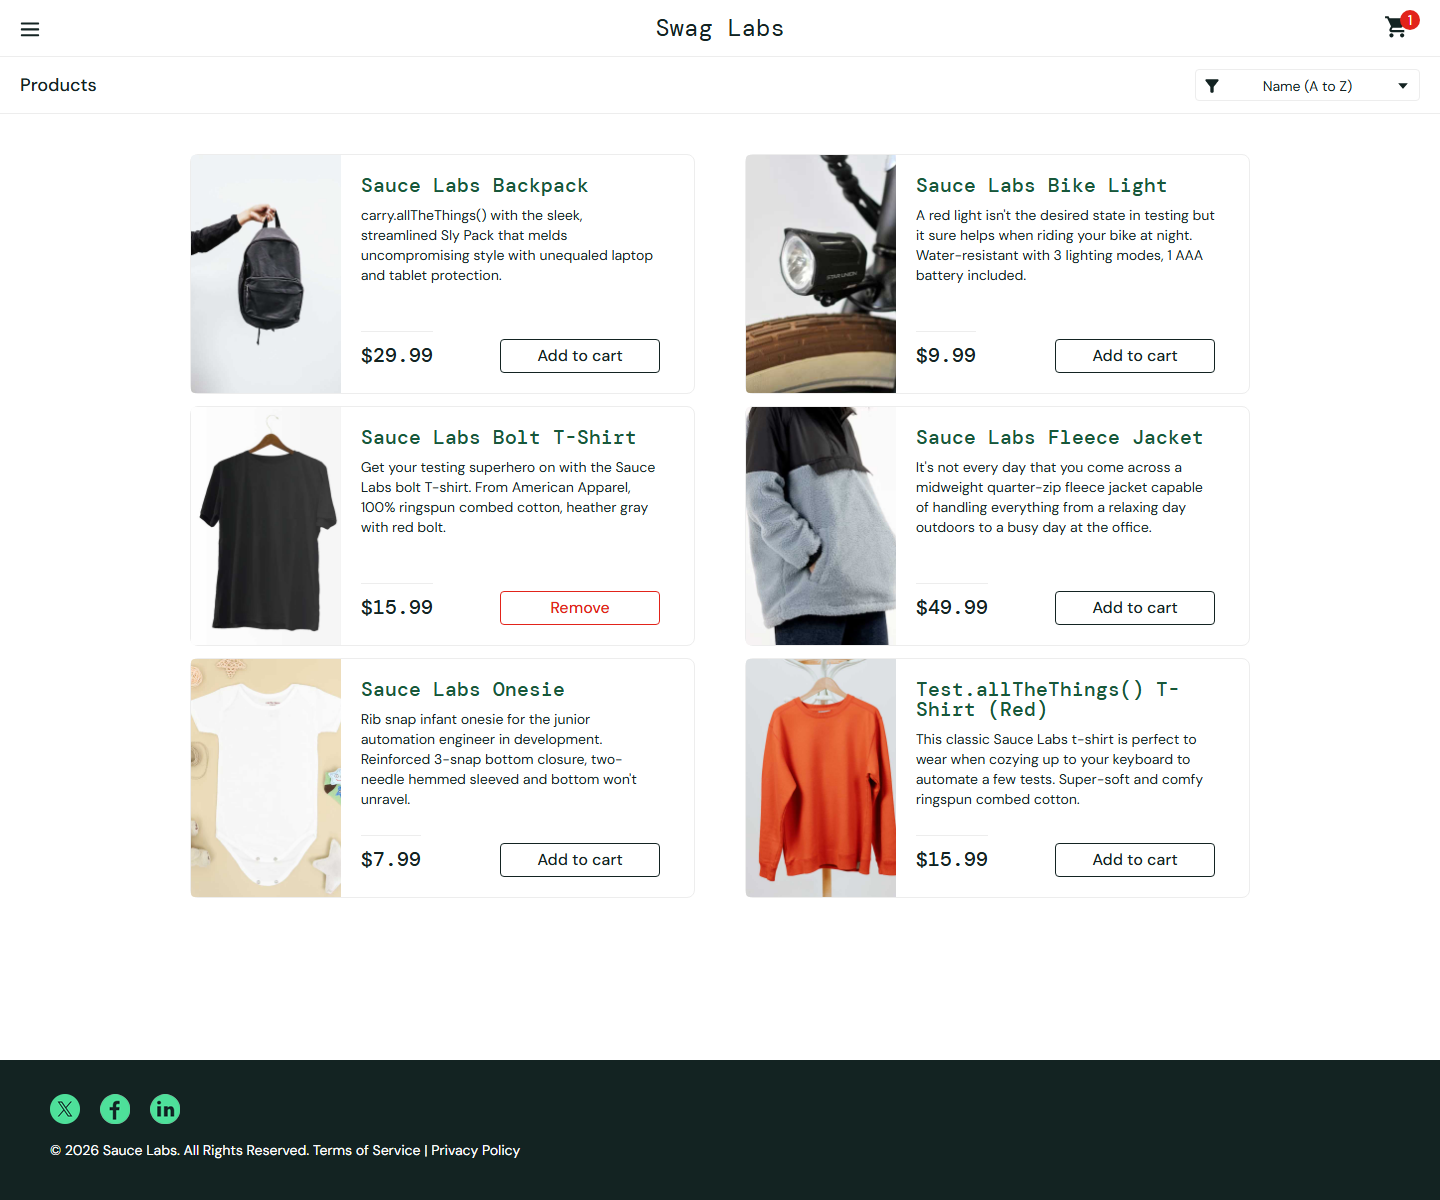 Swag Labs
1
Products
Name (A to Z)
Sauce Labs Backpack
carry.allTheThings() with the sleek,
streamlined Sly Pack that melds
uncompromising style with unequaled laptop
and tablet protection.
$29.99
Add to cart
Sauce Labs Bike Light
A red light isn't the desired state in testing but
it sure helps when riding your bike at night.
Water-resistant with 3 lighting modes, 1 AAA
battery included.
$9.99
Add to cart
Sauce Labs Bolt T-Shirt
Get your testing superhero on with the Sauce
Labs bolt T-shirt. From American Apparel,
100% ringspun combed cotton, heather gray
with red bolt.
$15.99
Remove
Sauce Labs Fleece Jacket
It's not every day that you come across a
midweight quarter-zip fleece jacket capable
of handling everything from a relaxing day
outdoors to a busy day at the office.
$49.99
Add to cart
Sauce Labs Onesie
Rib snap infant onesie for the junior
automation engineer in development.
Reinforced 3-snap bottom closure, two-
needle hemmed sleeved and bottom won't
unravel.
$7.99
Add to cart
Test.allTheThings() T-
Shirt (Red)
This classic Sauce Labs t-shirt is perfect to
wear when cozying up to your keyboard to
automate a few tests. Super-soft and comfy
ringspun combed cotton.
$15.99
Add to cart
© 2026 Sauce Labs. All Rights Reserved. Terms of Service | Privacy Policy